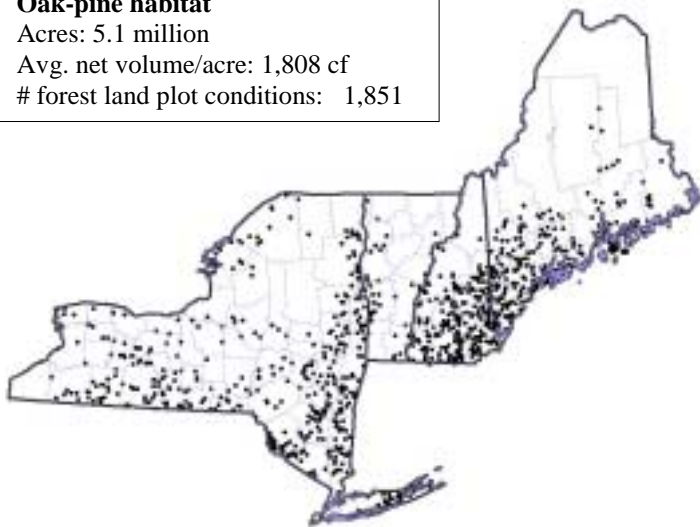 Oak-pine habitat
Acres: 5.1 million
Avg. net volume/acre: 1,808 cf
# forest land plot conditions: 1,851